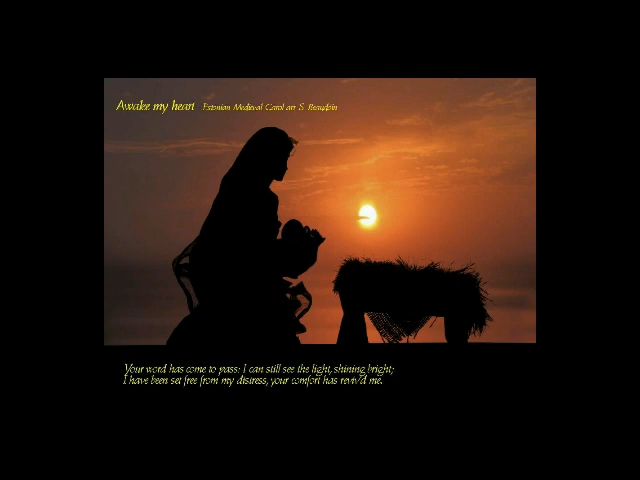 Awake my heart Estonian Medieval Carol arr S. Beaudoin
Your word has come to pass: I can still see the light, shining bright;
I have been set free from my distress, your comfort has reviv'd me.